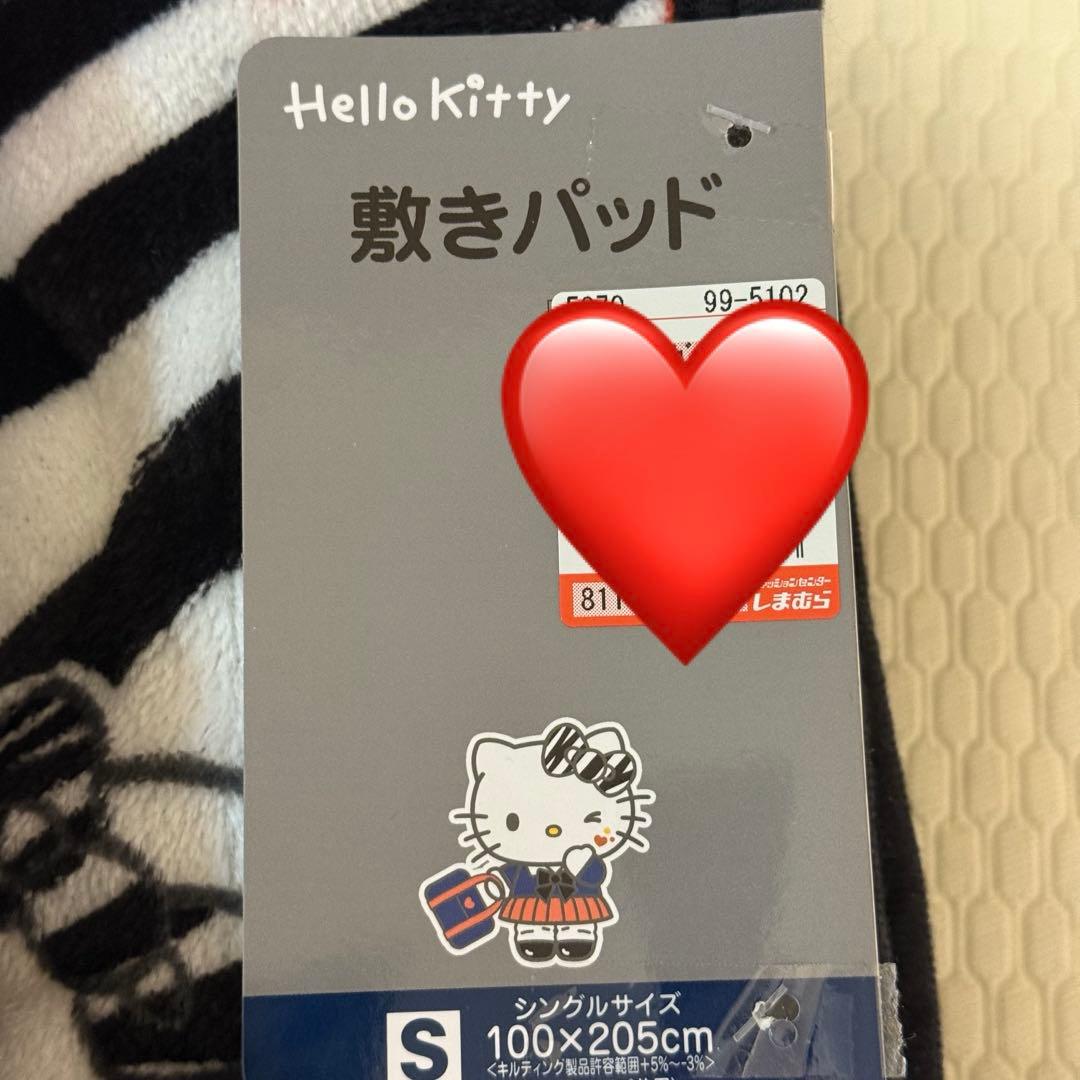 Hello Kitty
敷きパッド
99-5102
811
しまむら
シングルサイズ
S
100×205cm
<キルティング製品許容範囲+5%~-3%>